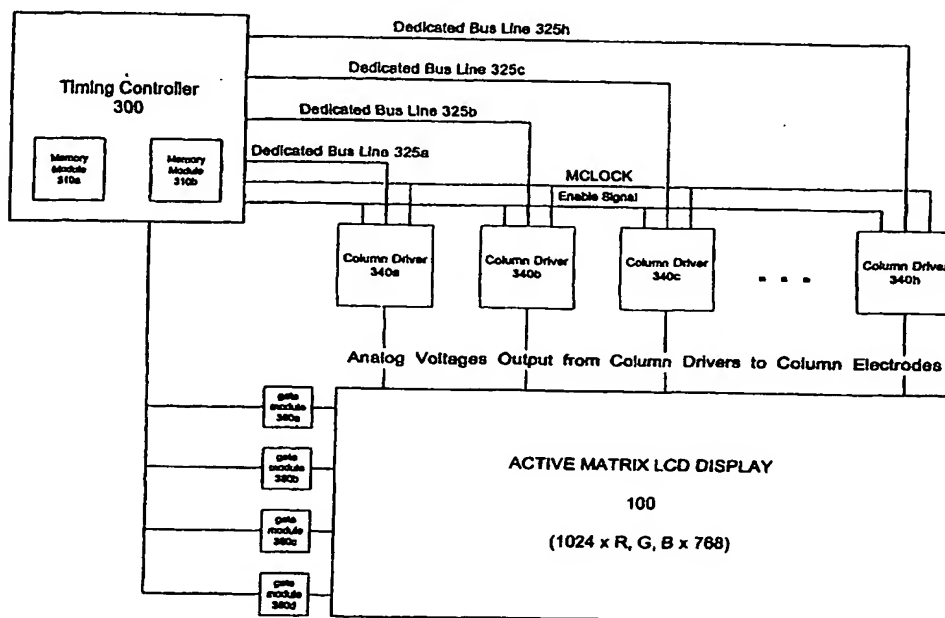 Dedicated Bus Line 325h
Timing Controller
300
Dedicated Bus Line 325c
Dedicated Bus Line 325b
Memory
Module
310a
Memory
Module
310b
Dedicated Bus Line 325a
MCLOCK
Enable Signal
Column Driver
340a
Column Driver
340b
Column Driver
340c
Column Driver
340h
Analog Voltages Output from Column Drivers to Column Electrodes
gate
module
380a
gate
module
380b
gate
module
380c
gate
module
380d
ACTIVE MATRIX LCD DISPLAY
100
(1024 x R, G, B x 768)